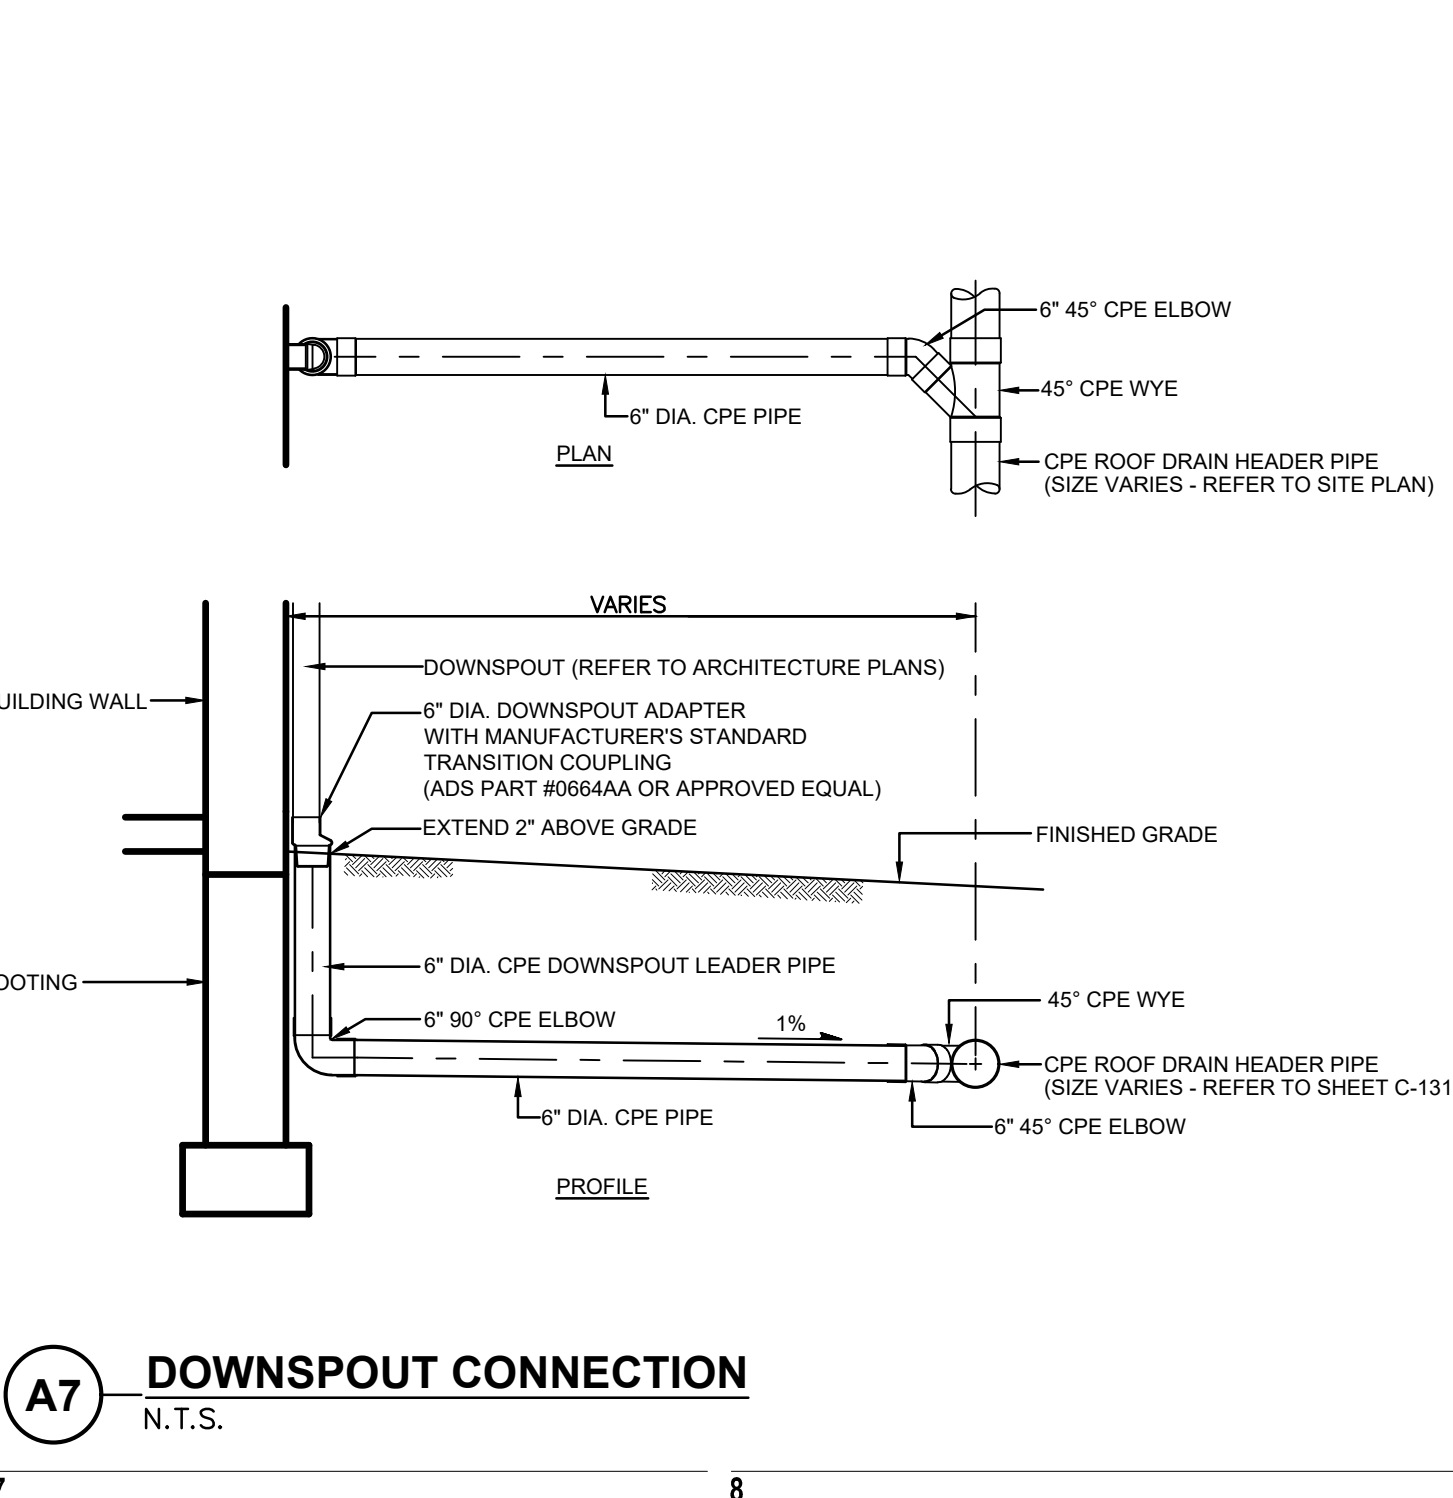 6" 45° CPE ELBOW
45° CPE WYE
6" DIA. CPE PIPE
PLAN
CPE ROOF DRAIN HEADER PIPE
(SIZE VARIES - REFER TO SITE PLAN)
VARIES
DOWNSPOUT (REFER TO ARCHITECTURE PLANS)
UILDING WALL
6" DIA. DOWNSPOUT ADAPTER
WITH MANUFACTURER'S STANDARD
TRANSITION COUPLING
(ADS PART #0664AA OR APPROVED EQUAL)
EXTEND 2" ABOVE GRADE
FINISHED GRADE
6" DIA. CPE DOWNSPOUT LEADER PIPE
OOTING
45° CPE WYE
6" 90° CPE ELBOW
1%
CPE ROOF DRAIN HEADER PIPE
(SIZE VARIES - REFER TO SHEET C-131
6" DIA. CPE PIPE
6" 45° CPE ELBOW
PROFILE
A7
DOWNSPOUT CONNECTION
N.T.S.
8